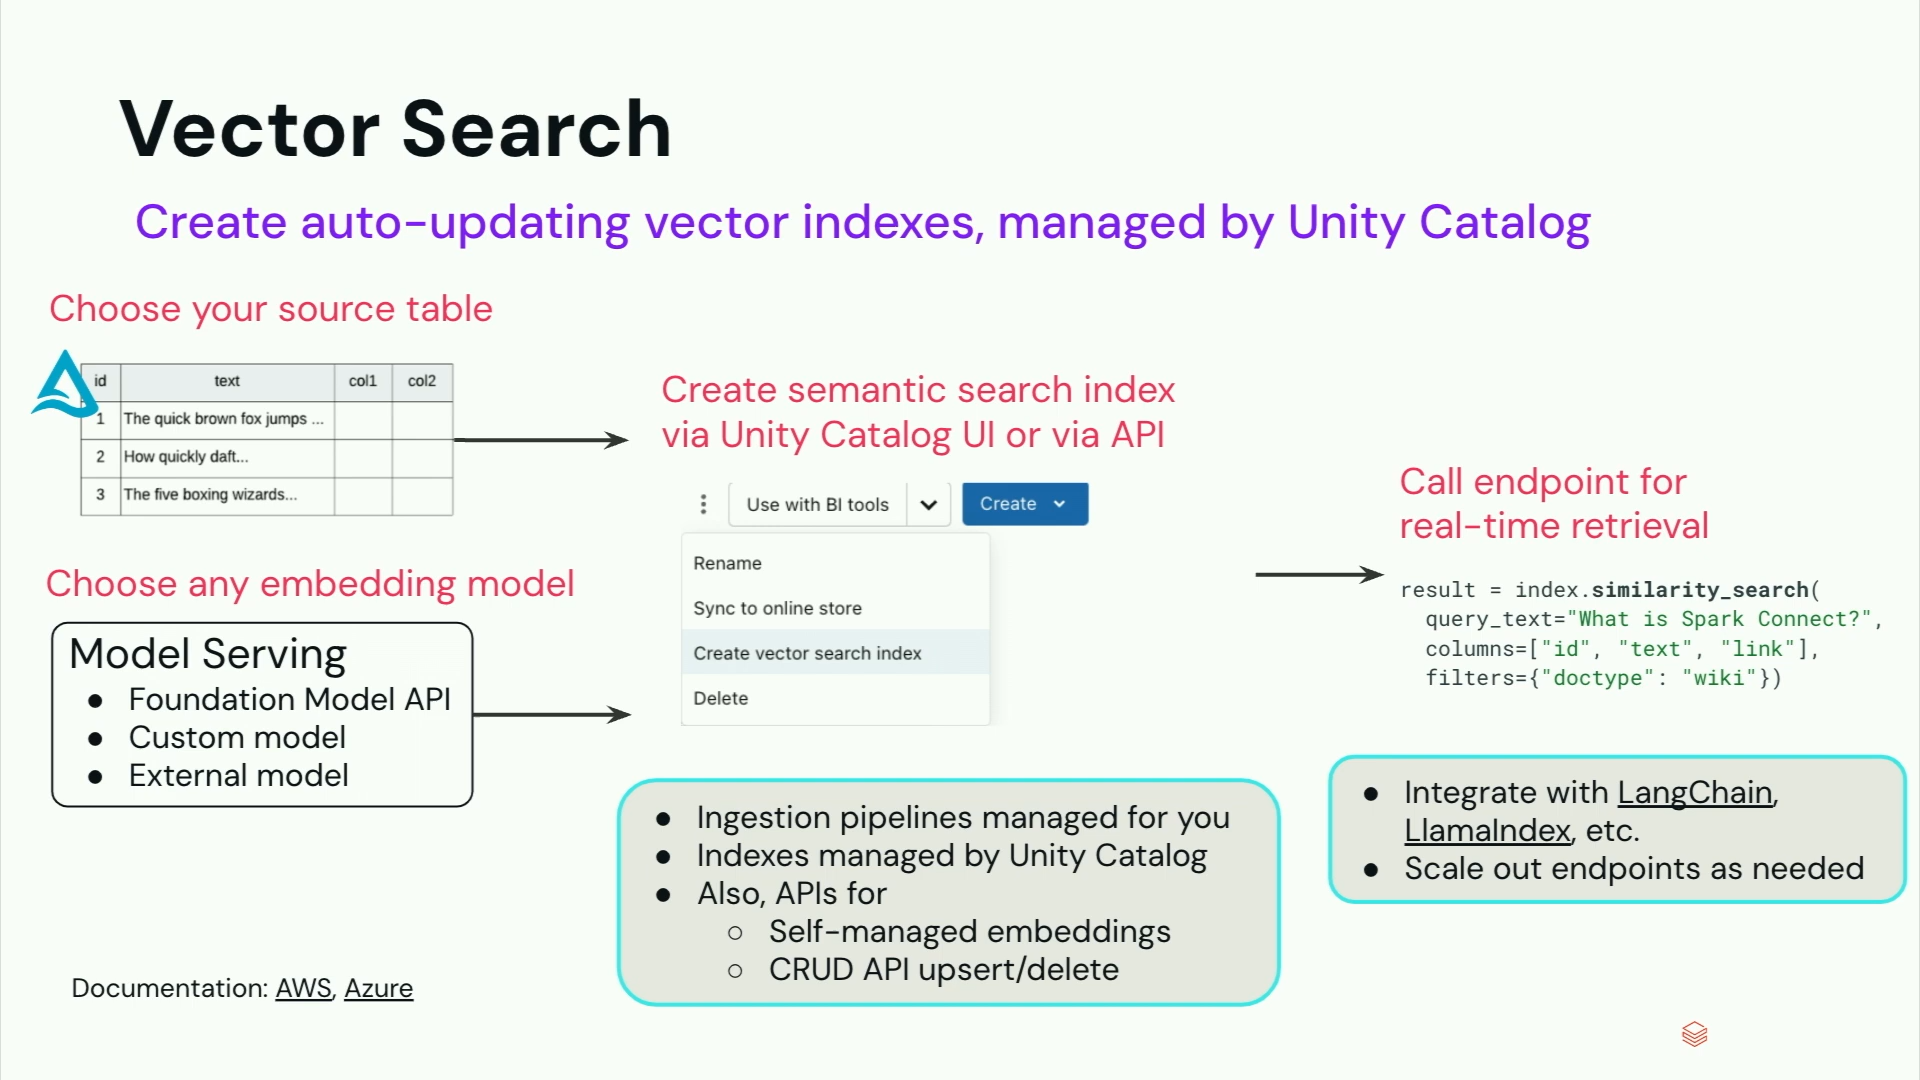 Vector Search
Create auto-updating vector indexes, managed by Unity Catalog
Choose your source table
id text col1 col2
1 The quick brown fox jumps ...
2 How quickly daft...
3 The five boxing wizards...
Choose any embedding model
Model Serving
● Foundation Model API
● Custom model
● External model
Documentation: AWS, Azure
Create semantic search index
via Unity Catalog UI or via API
Use with BI tools Create
Rename
Sync to online store
Create vector search index
Delete
● Ingestion pipelines managed for you
● Indexes managed by Unity Catalog
● Also, APIs for
○ Self-managed embeddings
○ CRUD API upsert/delete
Call endpoint for
real-time retrieval
result = index.similarity_search(
query_text="What is Spark Connect?",
columns=["id", "text", "link"],
filters={"doctype": "wiki"})
● Integrate with LangChain,
LlamaIndex, etc.
● Scale out endpoints as needed